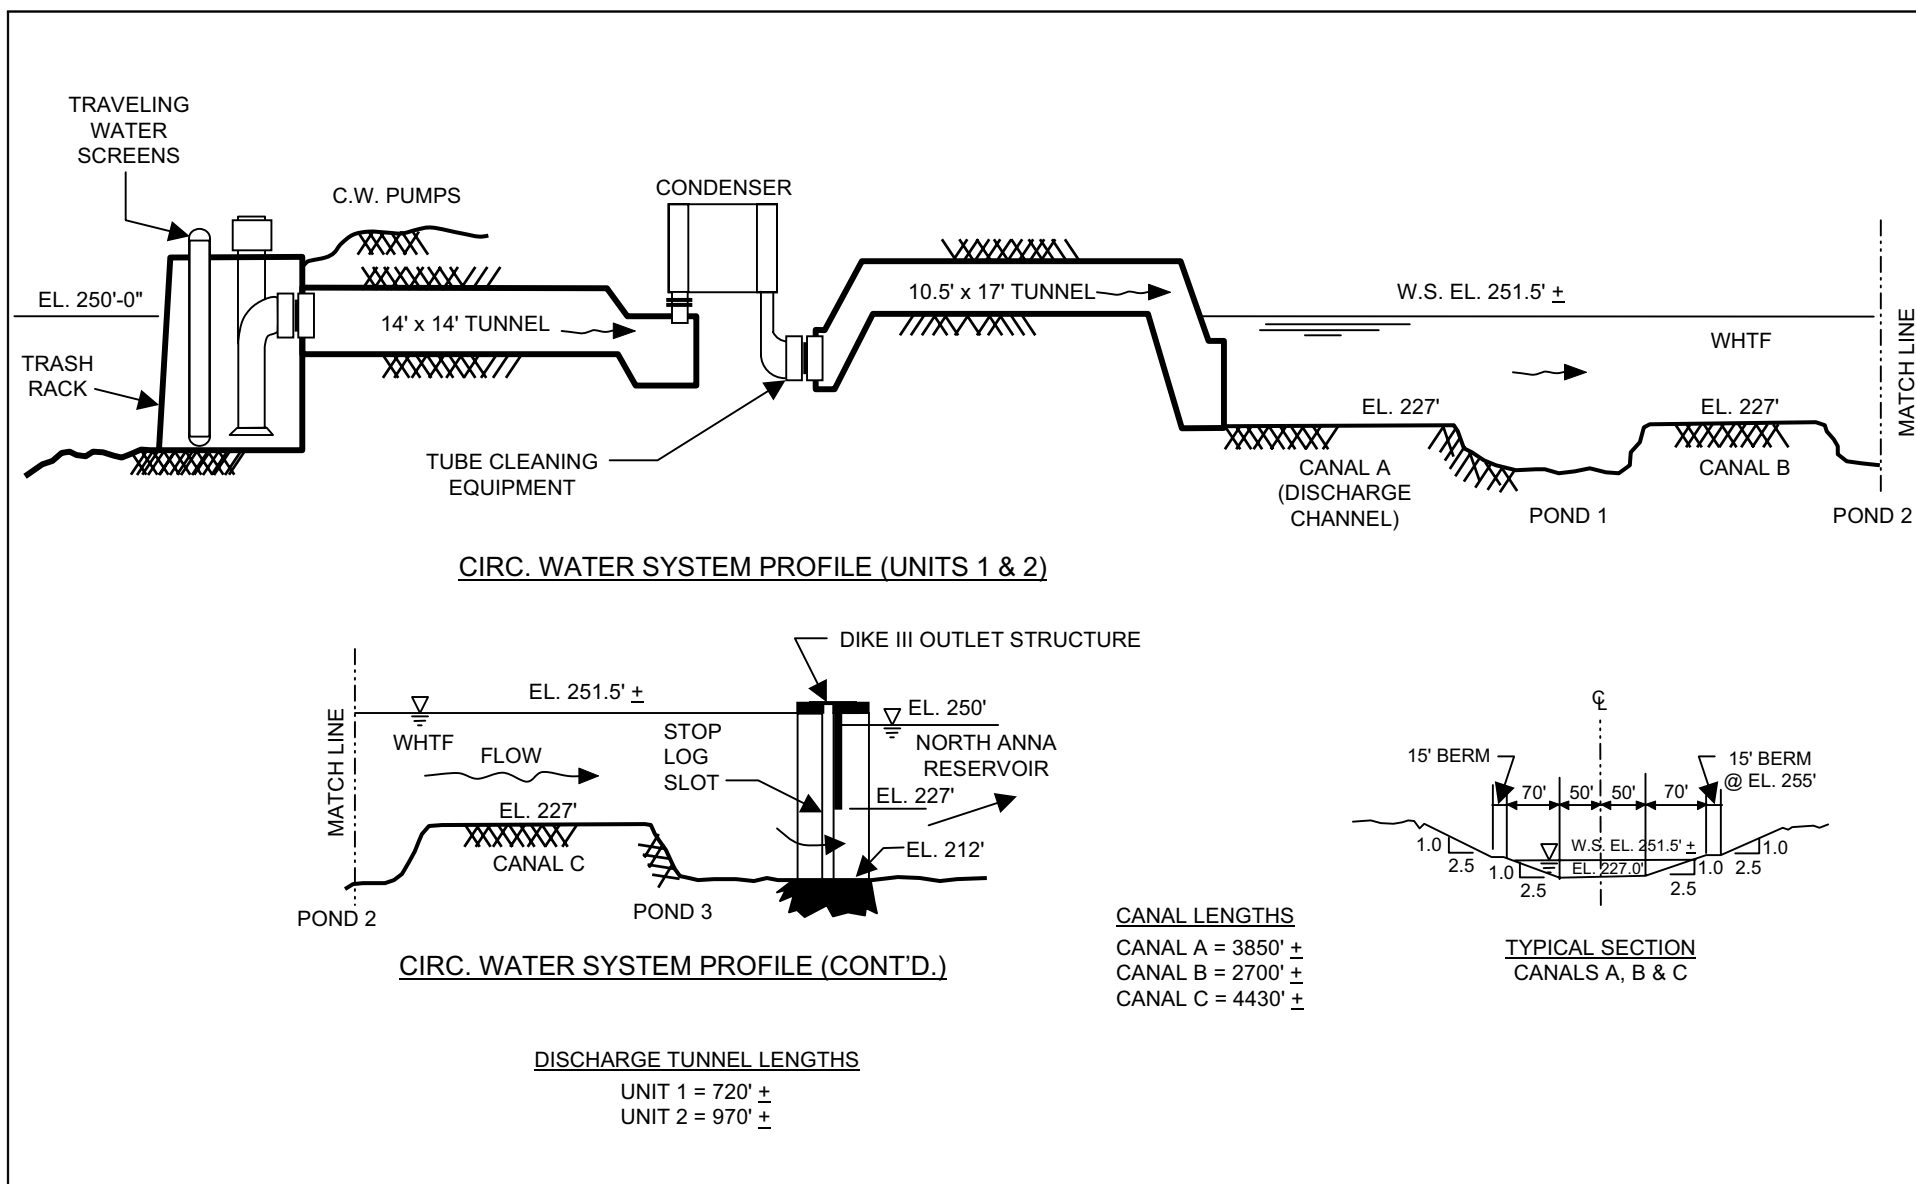 TRAVELING
WATER
SCREENS
C.W. PUMPS
CONDENSER
EL. 250'-0"
14' x 14' TUNNEL
10.5' x 17' TUNNEL
W.S. EL. 251.5' ±
WHTF
MATCH LINE
TRASH
RACK
EL. 227'
EL. 227'
TUBE CLEANING
EQUIPMENT
CANAL A
(DISCHARGE
CHANNEL)
CANAL B
POND 1
POND 2
CIRC. WATER SYSTEM PROFILE (UNITS 1 & 2)
DIKE III OUTLET STRUCTURE
MATCH LINE
EL. 251.5' ±
EL. 250'
WHTF
FLOW
STOP
LOG
SLOT
NORTH ANNA
RESERVOIR
EL. 227'
EL. 227'
CANAL C
EL. 212'
POND 2
POND 3
CIRC. WATER SYSTEM PROFILE (CONT'D.)
DISCHARGE TUNNEL LENGTHS
UNIT 1 = 720' ±
UNIT 2 = 970' ±
CANAL LENGTHS
CANAL A = 3850' ±
CANAL B = 2700' ±
CANAL C = 4430' ±
℄
15' BERM
15' BERM
@ EL. 255'
70'
50'
50'
70'
W.S. EL. 251.5' ±
EL. 227.0'
1.0
2.5
1.0
2.5
1.0
2.5
1.0
2.5
TYPICAL SECTION
CANALS A, B & C